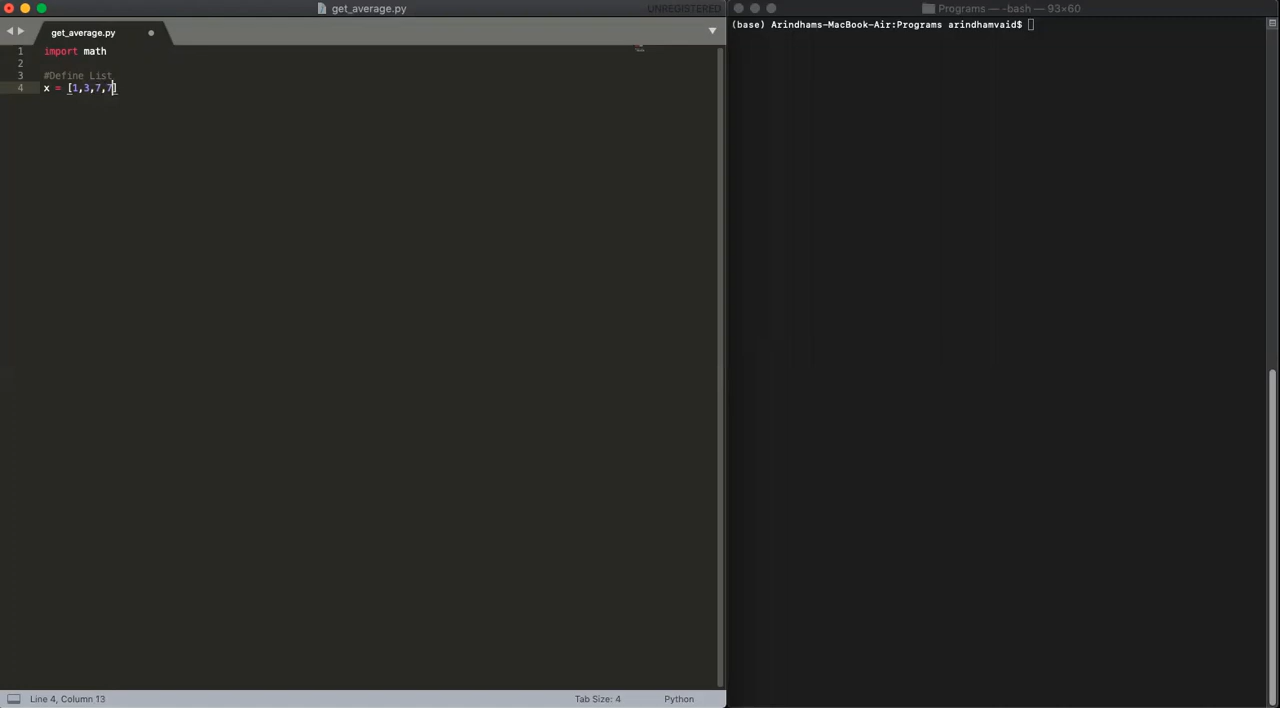 get_average.py
UNREGISTERED
Programs — -bash — 93×60
get_average.py
(base) Arindhams-MacBook-Air:Programs arindhamvaid$
1 import math
2
3 #Define List
4 x = [1,3,7,7]
Line 4, Column 13
Tab Size: 4
Python